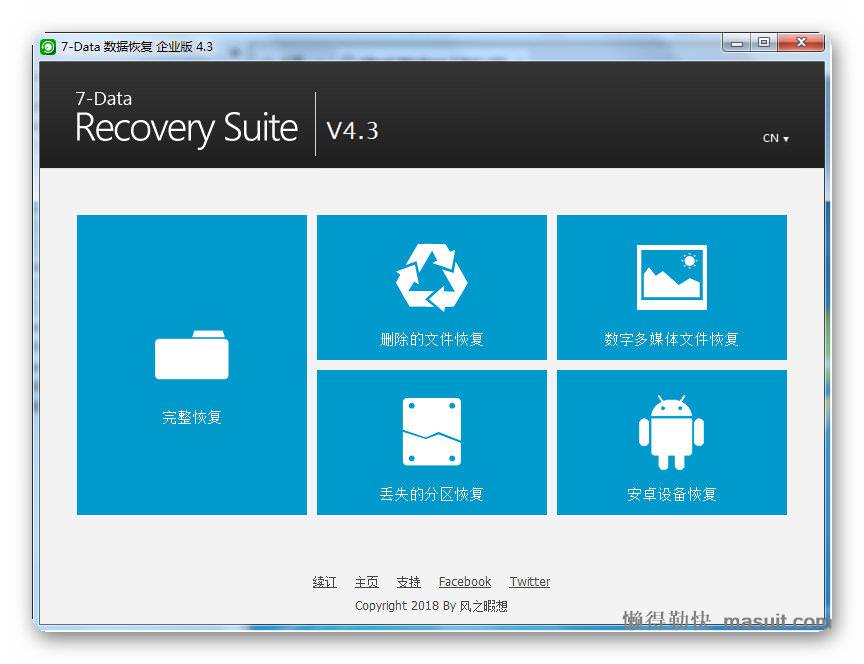 7-Data 数据恢复 企业版 4.3
7-Data
Recovery Suite
V4.3
CN
完整恢复
删除的文件恢复
数字多媒体文件恢复
丢失的分区恢复
安卓设备恢复
续订 主页 支持 Facebook Twitter
Copyright 2018 By 风之暇想
懒得勤快 masuit.com